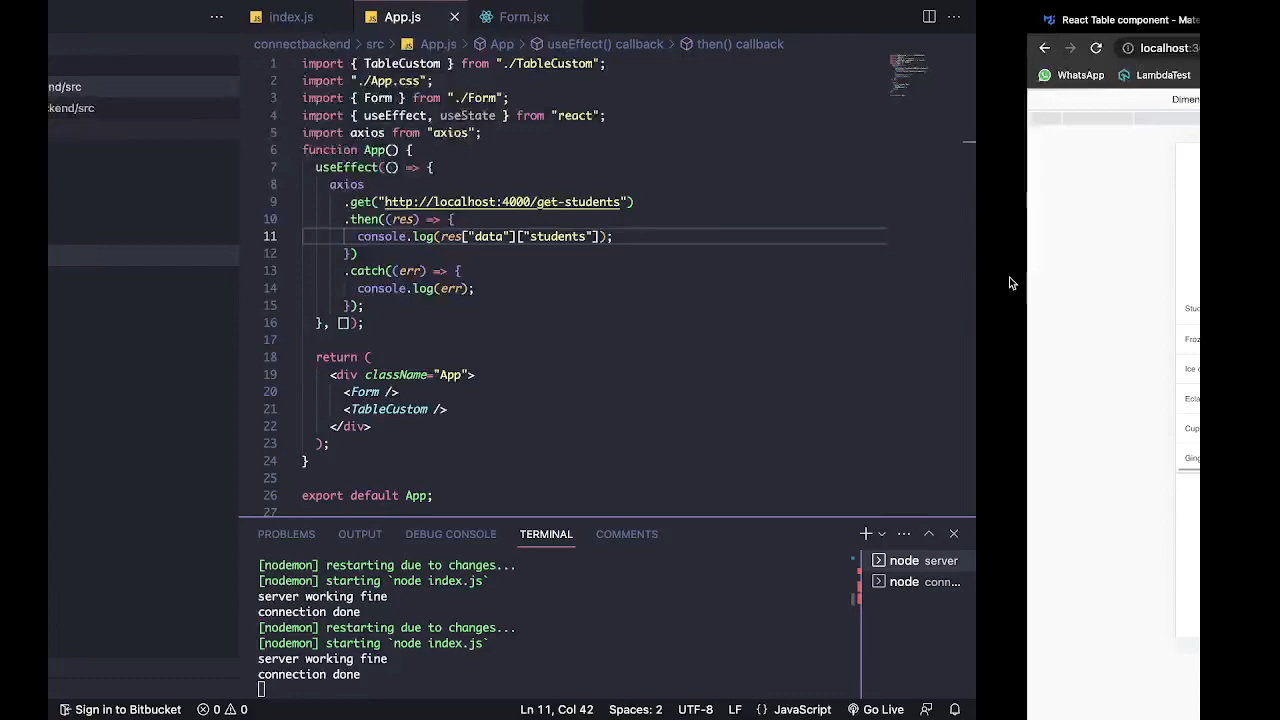 index.js
App.js
Form.jsx
nd/src
kend/src
connectbackend > src > App.js > App > useEffect() callback > then() callback
1 import { TableCustom } from "./TableCustom";
2 import "./App.css";
3 import { Form } from "./Form";
4 import { useEffect, useState } from "react";
5 import axios from "axios";
6 function App() {
7 useEffect(() => {
8 axios
9 .get("http://localhost:4000/get-students")
10 .then((res) => {
11 console.log(res["data"]["students"]);
12 })
13 .catch((err) => {
14 console.log(err);
15 });
16 }, []);
17
18 return (
19 <div className="App">
20 <Form />
21 <TableCustom />
22 </div>
23 );
24 }
25
26 export default App;
27
PROBLEMS OUTPUT DEBUG CONSOLE TERMINAL COMMENTS
[nodemon] restarting due to changes...
[nodemon] starting `node index.js`
server working fine
connection done
[nodemon] restarting due to changes...
[nodemon] starting `node index.js`
server working fine
connection done
node server
node conn...
Sign in to Bitbucket 0 0 Ln 11, Col 42 Spaces: 2 UTF-8 LF {} JavaScript Go Live
React Table component - Mate
localhost:3
WhatsApp LambdaTest
Dimen
Stud
Froz
Ice c
Ecla
Cup
Ging